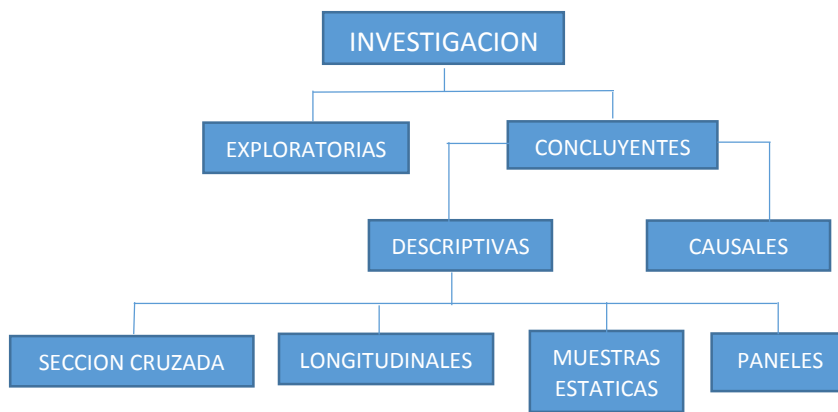 INVESTIGACION
EXPLORATORIAS
CONCLUYENTES
DESCRIPTIVAS
CAUSALES
SECCION CRUZADA
LONGITUDINALES
MUESTRAS
ESTATICAS
PANELES